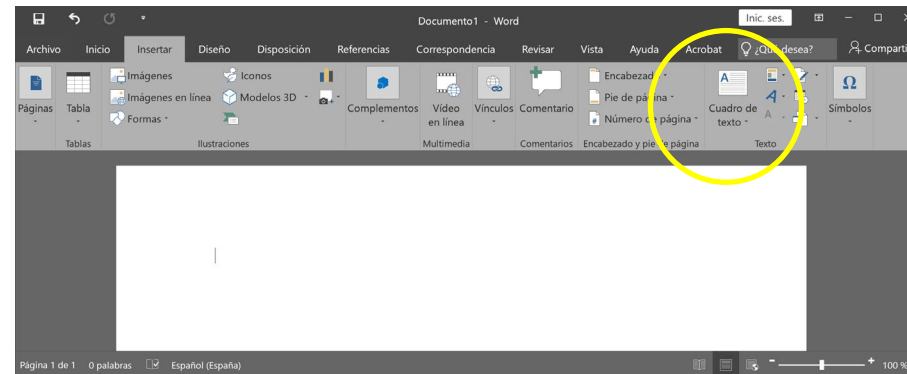 Documento1 - Word
Inic. ses.
Archivo Inicio Insertar Diseño Disposición Referencias Correspondencia Revisar Vista Ayuda Acrobat ¿Qué desea? Comparti
Imágenes Iconos Encabezado
Imágenes en línea Modelos 3D Pie de página
Formas Número de página
Páginas Tabla Complementos Vídeo en línea Vínculos Comentario Cuadro de texto Símbolos
Tablas Ilustraciones Multimedia Comentarios Encabezado y pie de página Texto
Página 1 de 1 0 palabras Español (España) 100 %